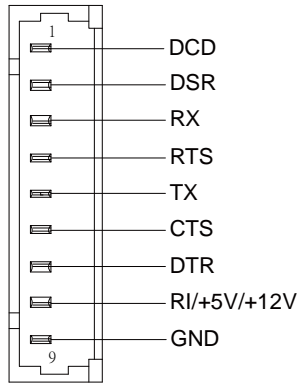 1
DCD
DSR
RX
RTS
TX
CTS
DTR
RI/+5V/+12V
GND
9